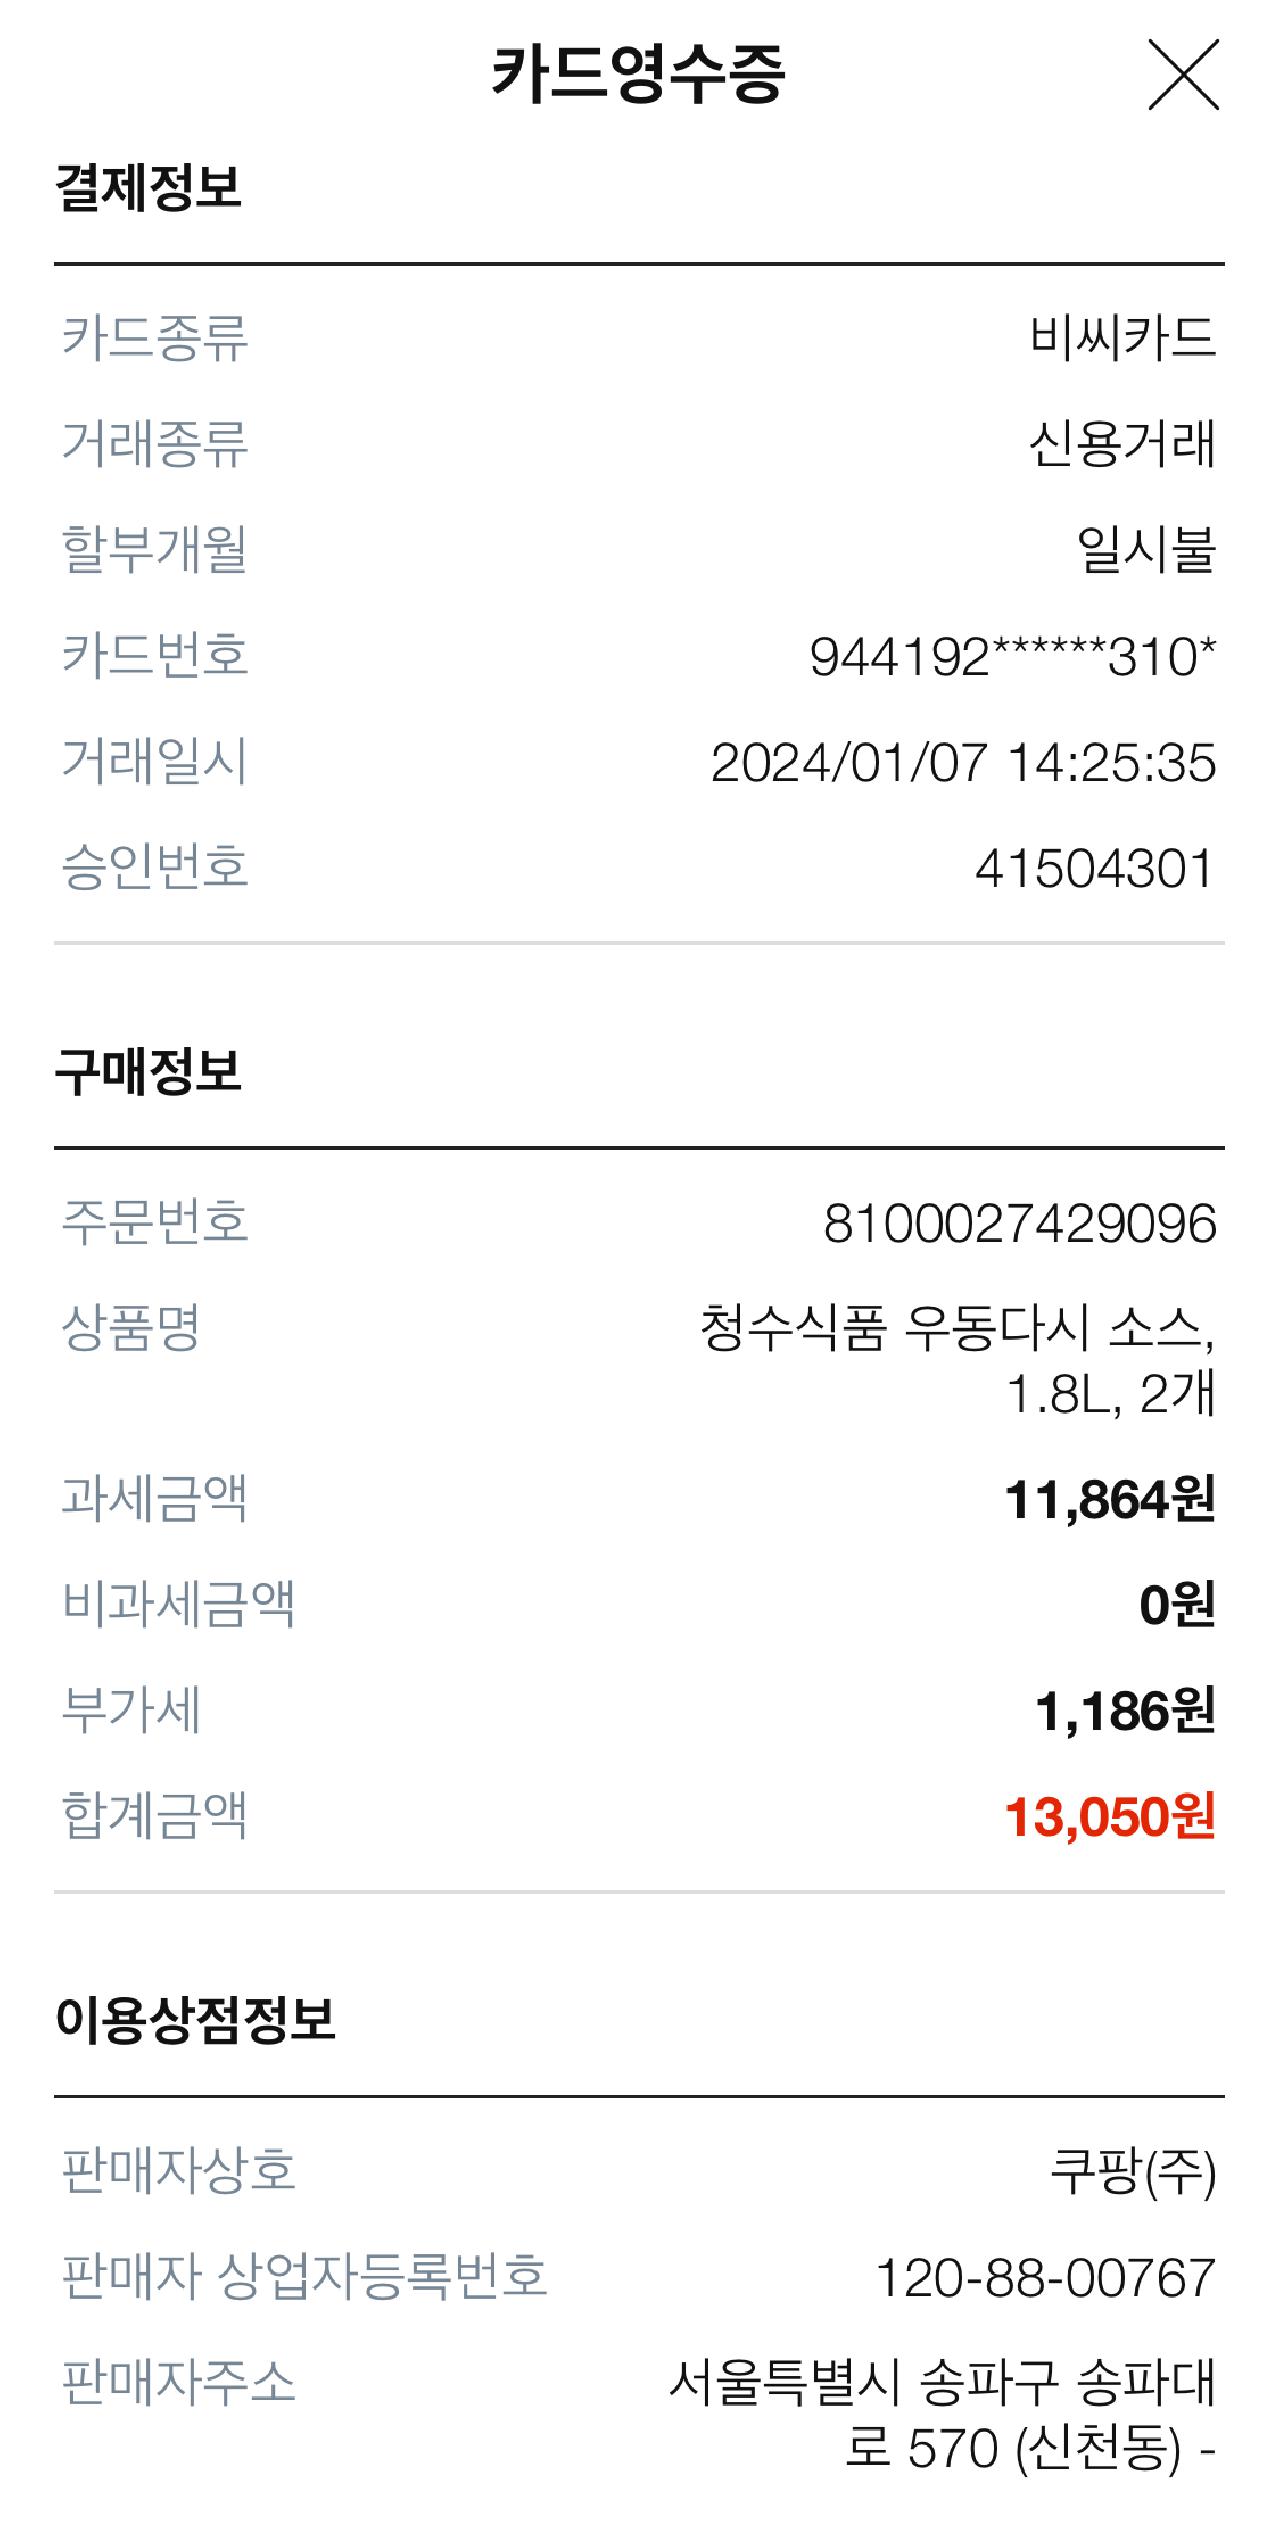 카드영수증
결제정보
카드종류 비씨카드
거래종류 신용거래
할부개월 일시불
카드번호 944192******310*
거래일시 2024/01/07 14:25:35
승인번호 41504301
구매정보
주문번호 8100027429096
상품명 청수식품 우동다시 소스,
1.8L, 2개
과세금액 11,864원
비과세금액 0원
부가세 1,186원
합계금액 13,050원
이용상점정보
판매자상호 쿠팡(주)
판매자 상업자등록번호 120-88-00767
판매자주소 서울특별시 송파구 송파대
로 570 (신천동) -